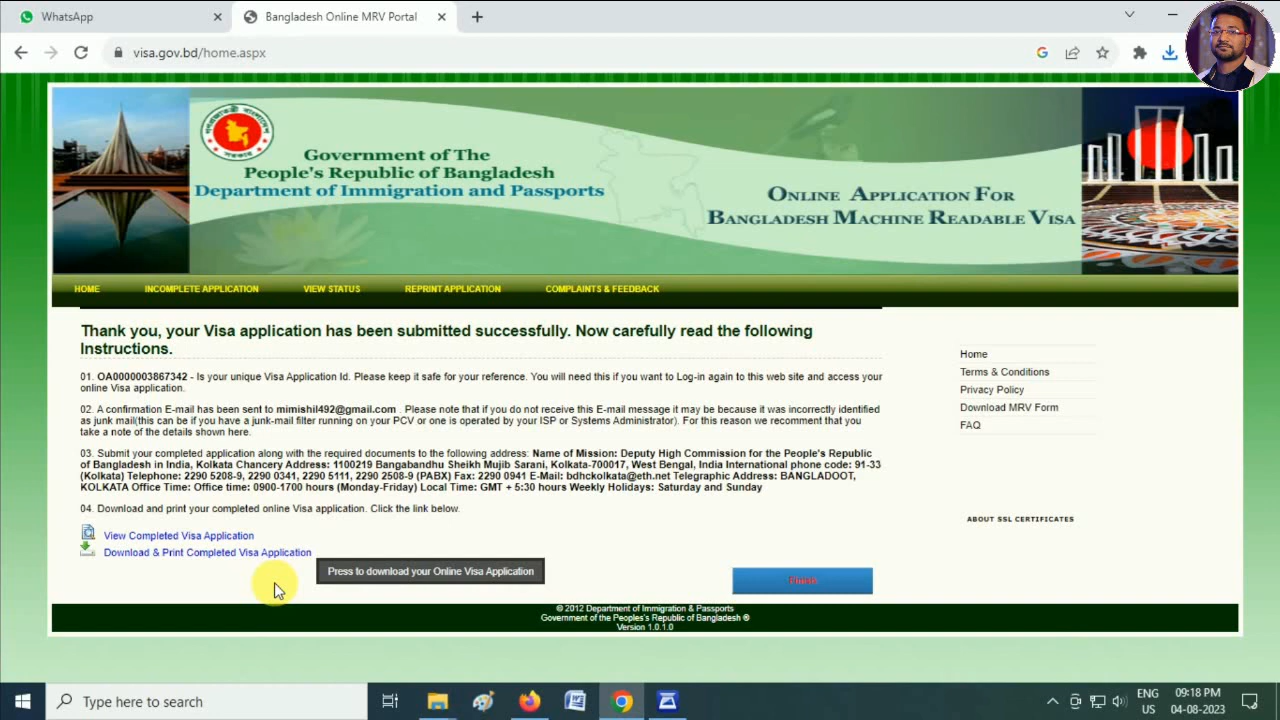 WhatsApp
Bangladesh Online MRV Portal
visa.gov.bd/home.aspx
Government of The
People's Republic of Bangladesh
Department of Immigration and Passports
Online Application For
Bangladesh Machine Readable Visa
HOME
INCOMPLETE APPLICATION
VIEW STATUS
REPRINT APPLICATION
COMPLAINTS & FEEDBACK
Thank you, your Visa application has been submitted successfully. Now carefully read the following
Instructions.
01. OA0000003867342 - Is your unique Visa Application Id. Please keep it safe for your reference. You will need this if you want to Log-in again to this web site and access your
online Visa application.
02. A confirmation E-mail has been sent to mimishil492@gmail.com . Please note that if you do not receive this E-mail message it may be because it was incorrectly identified
as junk mail(this can be if you have a junk-mail filter running on your PCV or one is operated by your ISP or Systems Administrator). For this reason we recommend that you
take a note of the details shown here.
03. Submit your completed application along with the required documents to the following address: Name of Mission: Deputy High Commission for the People's Republic
of Bangladesh in India, Kolkata Chancery Address: 1100219 Bangabandhu Sheikh Mujib Sarani, Kolkata-700017, West Bengal, India International phone code: 91-33
(Kolkata) Telephone: 2290 5208-9, 2290 0341, 2290 5111, 2290 2508-9 (PABX) Fax: 2290 0941 E-Mail: bdhckolkata@eth.net Telegraphic Address: BANGLADOOT,
KOLKATA Office Time: Office time: 0900-1700 hours (Monday-Friday) Local Time: GMT + 5:30 hours Weekly Holidays: Saturday and Sunday
04. Download and print your completed online Visa application. Click the link below.
View Completed Visa Application
Download & Print Completed Visa Application
Press to download your Online Visa Application
Finish
Home
Terms & Conditions
Privacy Policy
Download MRV Form
FAQ
ABOUT SSL CERTIFICATES
© 2012 Department of Immigration & Passports
Government of the Peoples's Republic of Bangladesh ®
Version 1.0.1.0
Type here to search
ENG
US
09:18 PM
04-08-2023